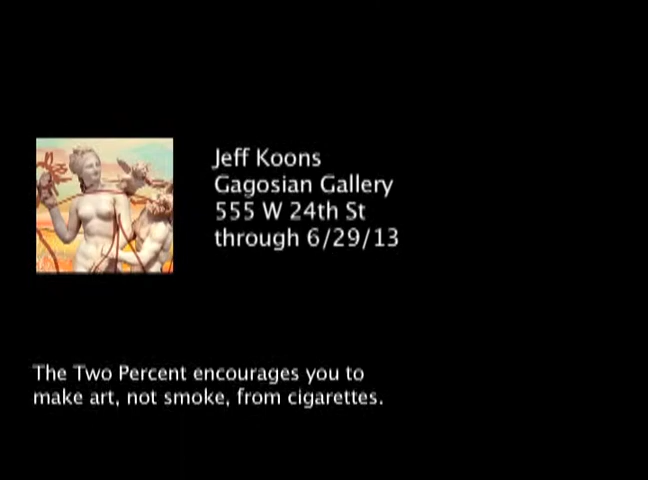 Jeff Koons
Gagosian Gallery
555 W 24th St
through 6/29/13
The Two Percent encourages you to
make art, not smoke, from cigarettes.